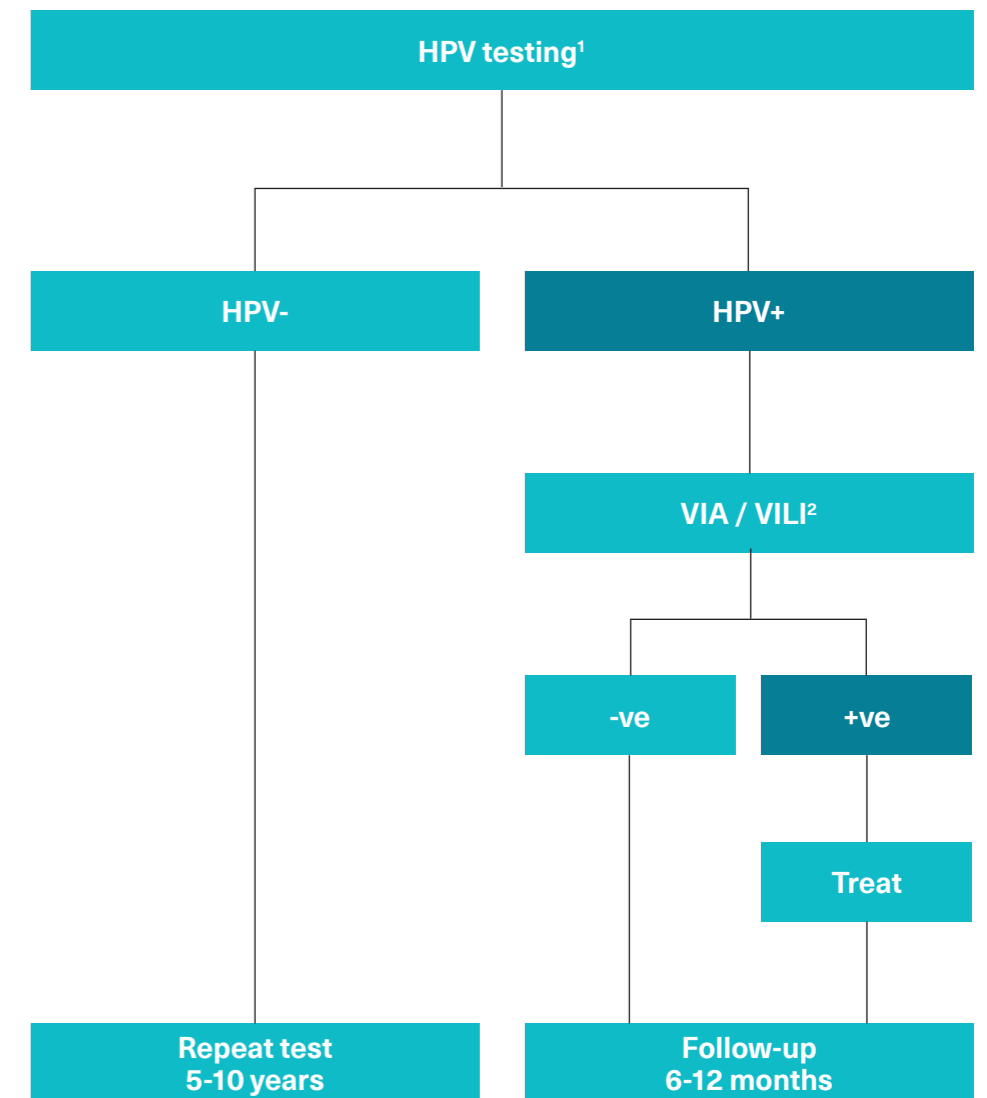 HPV testing¹
HPV-
HPV+
VIA / VILI²
-ve
+ve
Treat
Repeat test
5-10 years
Follow-up
6-12 months